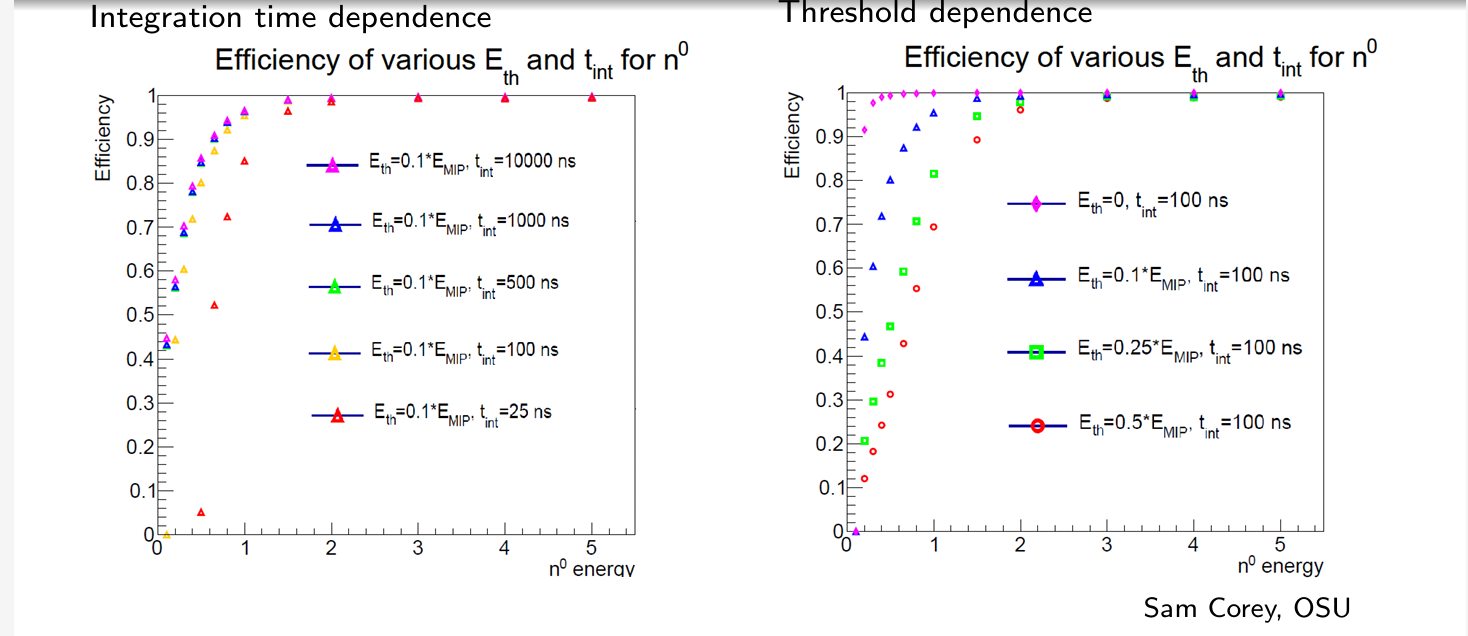 Integration time dependence
Efficiency of various E_th and t_int for n^0
Efficiency
1
0.9
0.8
0.7
0.6
0.5
0.4
0.3
0.2
0.1
0
E_th=0.1*E_MIP, t_int=10000 ns
E_th=0.1*E_MIP, t_int=1000 ns
E_th=0.1*E_MIP, t_int=500 ns
E_th=0.1*E_MIP, t_int=100 ns
E_th=0.1*E_MIP, t_int=25 ns
0 1 2 3 4 5
n^0 energy
Threshold dependence
Efficiency of various E_th and t_int for n^0
Efficiency
1
0.9
0.8
0.7
0.6
0.5
0.4
0.3
0.2
0.1
0
E_th=0, t_int=100 ns
E_th=0.1*E_MIP, t_int=100 ns
E_th=0.25*E_MIP, t_int=100 ns
E_th=0.5*E_MIP, t_int=100 ns
0 1 2 3 4 5
n^0 energy
Sam Corey, OSU